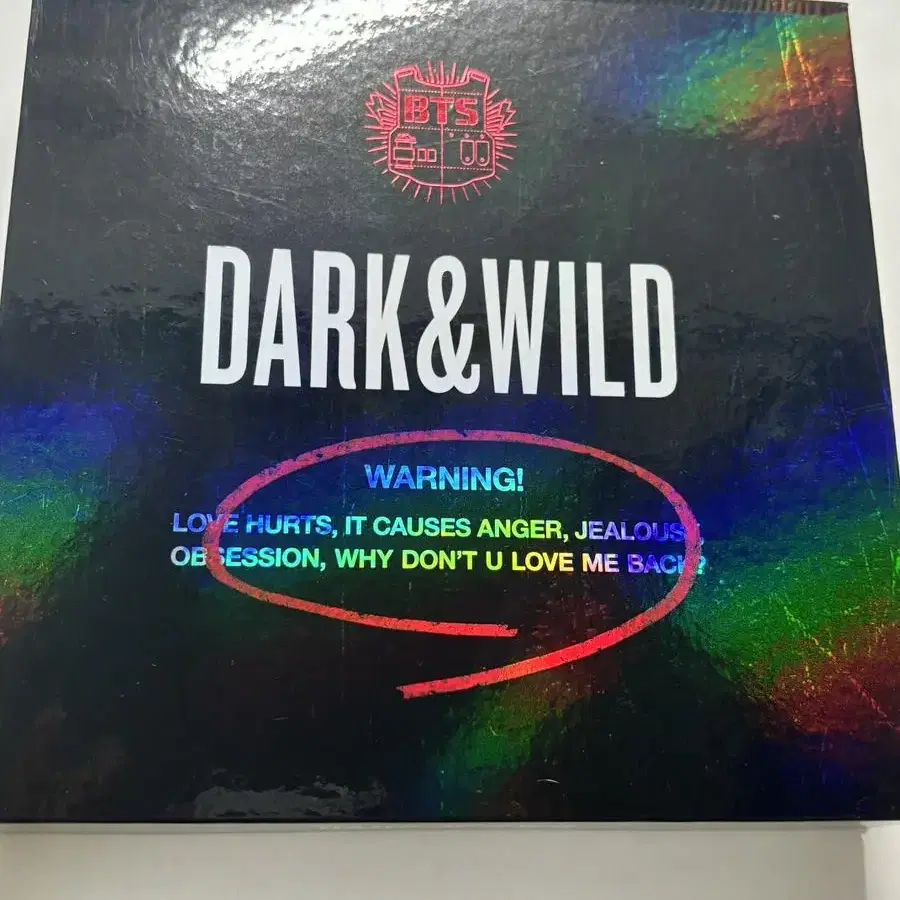 BTS
DARK&WILD
WARNING!
LOVE HURTS, IT CAUSES ANGER, JEALOUSY,
OBSESSION, WHY DON'T U LOVE ME BACK?